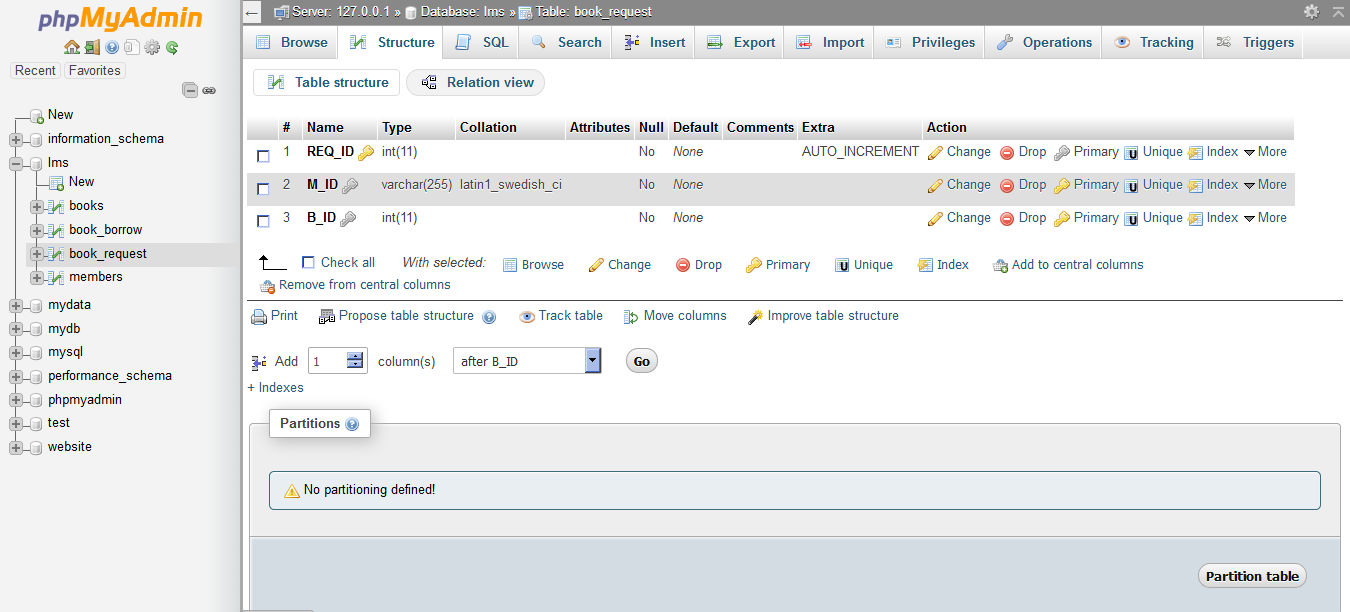 phpMyAdmin
Recent Favorites
New
information_schema
lms
New
books
book_borrow
book_request
members
mydata
mydb
mysql
performance_schema
phpmyadmin
test
website
Server: 127.0.0.1 » Database: lms » Table: book_request
Browse Structure SQL Search Insert Export Import Privileges Operations Tracking Triggers
Table structure Relation view
# Name Type Collation Attributes Null Default Comments Extra Action
1 REQ_ID int(11) No None AUTO_INCREMENT Change Drop Primary Unique Index More
2 M_ID varchar(255) latin1_swedish_ci No None Change Drop Primary Unique Index More
3 B_ID int(11) No None Change Drop Primary Unique Index More
Check all With selected: Browse Change Drop Primary Unique Index Add to central columns
Remove from central columns
Print Propose table structure Track table Move columns Improve table structure
Add 1 column(s) after B_ID Go
+ Indexes
Partitions
No partitioning defined!
Partition table